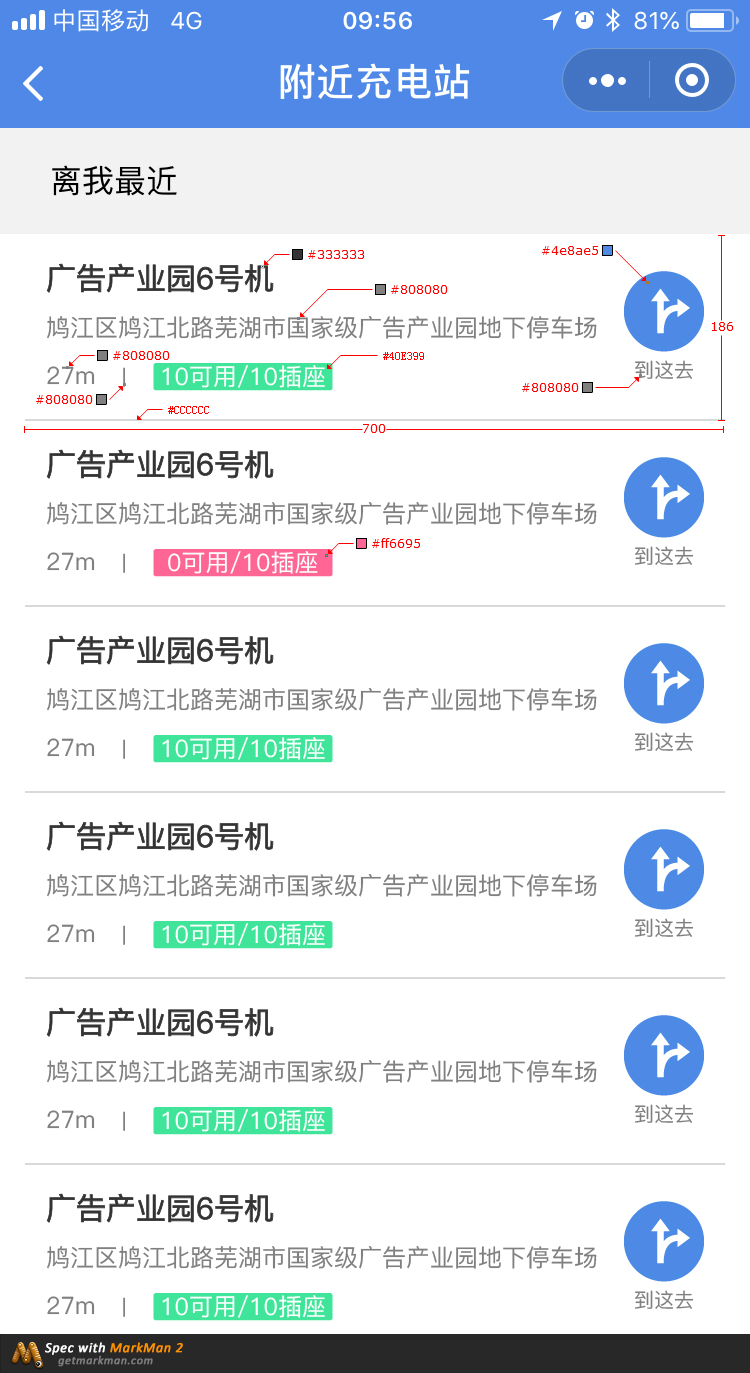 中国移动 4G 09:56 81%
附近充电站
离我最近
广告产业园6号机 #333333 #4e8ae5
#808080
鸠江区鸠江北路芜湖市国家级广告产业园地下停车场 186
#808080 #40E399
27m | 10可用/10插座 到这去
#808080 #808080
#CCCCCC
700
广告产业园6号机
鸠江区鸠江北路芜湖市国家级广告产业园地下停车场
#ff6695
27m | 0可用/10插座 到这去
广告产业园6号机
鸠江区鸠江北路芜湖市国家级广告产业园地下停车场
27m | 10可用/10插座 到这去
广告产业园6号机
鸠江区鸠江北路芜湖市国家级广告产业园地下停车场
27m | 10可用/10插座 到这去
广告产业园6号机
鸠江区鸠江北路芜湖市国家级广告产业园地下停车场
27m | 10可用/10插座 到这去
广告产业园6号机
鸠江区鸠江北路芜湖市国家级广告产业园地下停车场
27m | 10可用/10插座 到这去
Spec with MarkMan 2
getmarkman.com